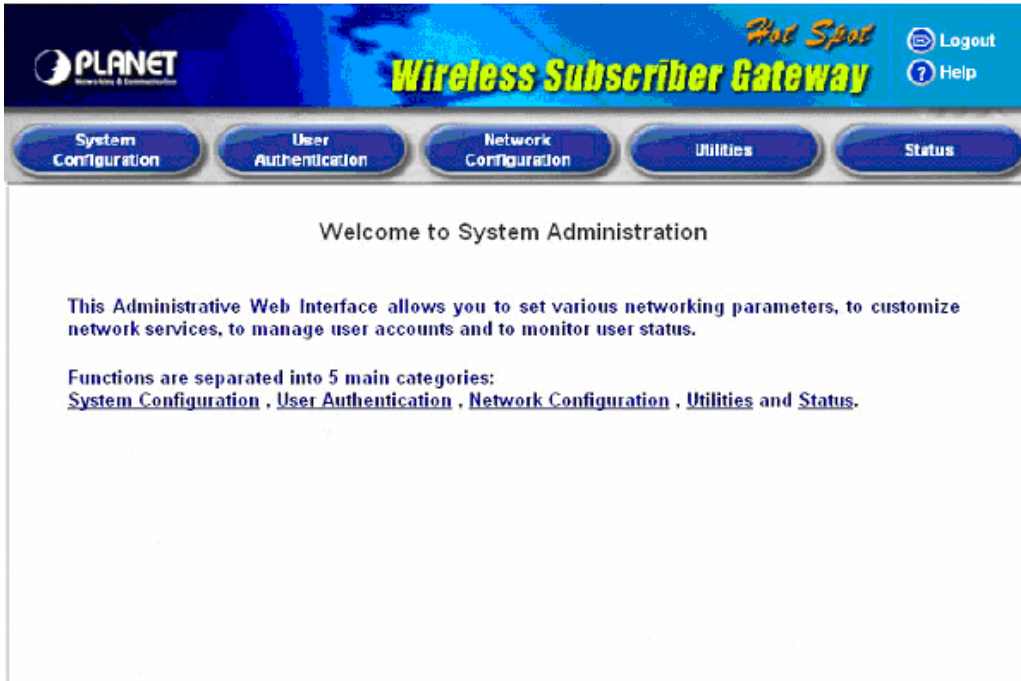 PLANET
Networking & Communication
Hot Spot
Wireless Subscriber Gateway
Logout
Help
System
Configuration
User
Authentication
Network
Configuration
Utilities
Status
Welcome to System Administration
This Administrative Web Interface allows you to set various networking parameters, to customize
network services, to manage user accounts and to monitor user status.
Functions are separated into 5 main categories:
System Configuration , User Authentication , Network Configuration , Utilities and Status.